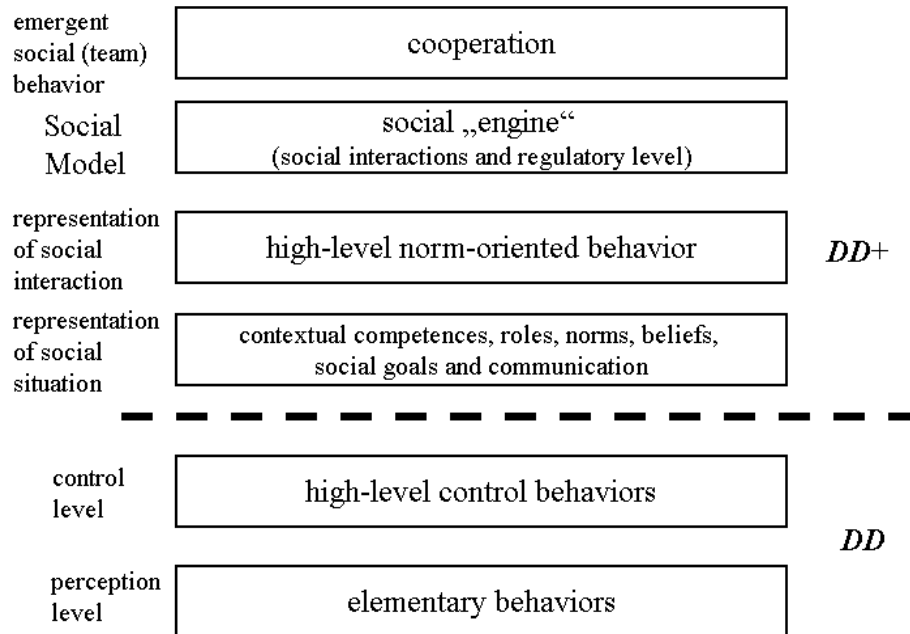 emergent
social (team)
behavior
cooperation
Social
Model
social „engine“
(social interactions and regulatory level)
representation
of social
interaction
high-level norm-oriented behavior
DD+
representation
of social
situation
contextual competences, roles, norms, beliefs,
social goals and communication
control
level
high-level control behaviors
DD
perception
level
elementary behaviors